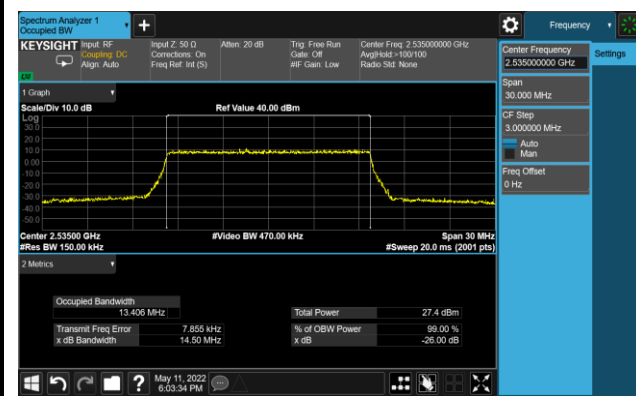 Spectrum Analyzer 1
Occupied BW
Frequency
KEYSIGHT
Input: RF
Coupling: DC
Align: Auto
Input Z: 50 Ω
Corrections: On
Freq Ref: Int (S)
Atten: 20 dB
Trig: Free Run
Gate: Off
#IF Gain: Low
Center Freq: 2.535000000 GHz
Avg|Hold:>100/100
Radio Std: None
Center Frequency
2.535000000 GHz
Settings
Span
30.000 MHz
CF Step
3.000000 MHz
Auto
Man
Freq Offset
0 Hz
1 Graph
Scale/Div 10.0 dB
Ref Value 40.00 dBm
Log
30.0
20.0
10.0
0.00
-10.0
-20.0
-30.0
-40.0
-50.0
Center 2.53500 GHz
#Video BW 470.00 kHz
Span 30 MHz
#Res BW 150.00 kHz
#Sweep 20.0 ms (2001 pts)
2 Metrics
Occupied Bandwidth
13.406 MHz
Total Power
27.4 dBm
Transmit Freq Error
7.855 kHz
% of OBW Power
99.00 %
x dB Bandwidth
14.50 MHz
x dB
-26.00 dB
May 11, 2022
6:03:34 PM